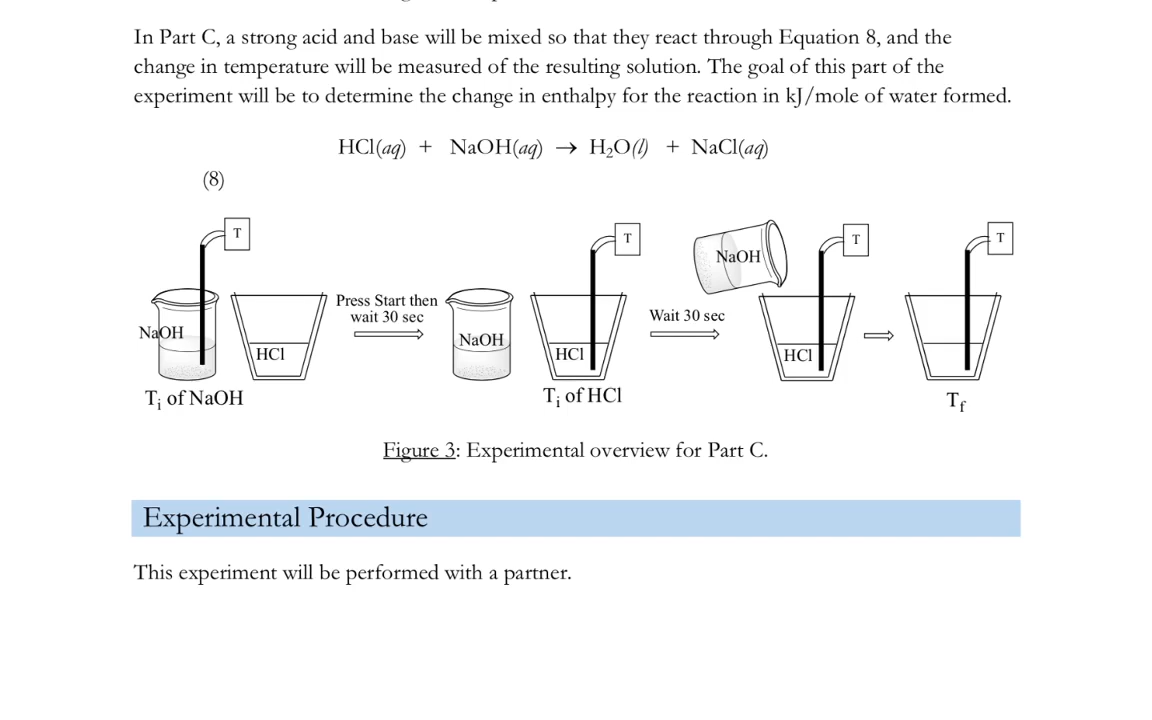 In Part C, a strong acid and base will be mixed so that they react through Equation 8, and the
change in temperature will be measured of the resulting solution. The goal of this part of the
experiment will be to determine the change in enthalpy for the reaction in kJ/mole of water formed.
HCl(aq) + NaOH(aq) → H₂O(l) + NaCl(aq)
(8)
T
NaOH
HCl
Tᵢ of NaOH
Press Start then
wait 30 sec
NaOH
T
HCl
Tᵢ of HCl
Wait 30 sec
NaOH
T
HCl
T
T_f
Figure 3: Experimental overview for Part C.
Experimental Procedure
This experiment will be performed with a partner.